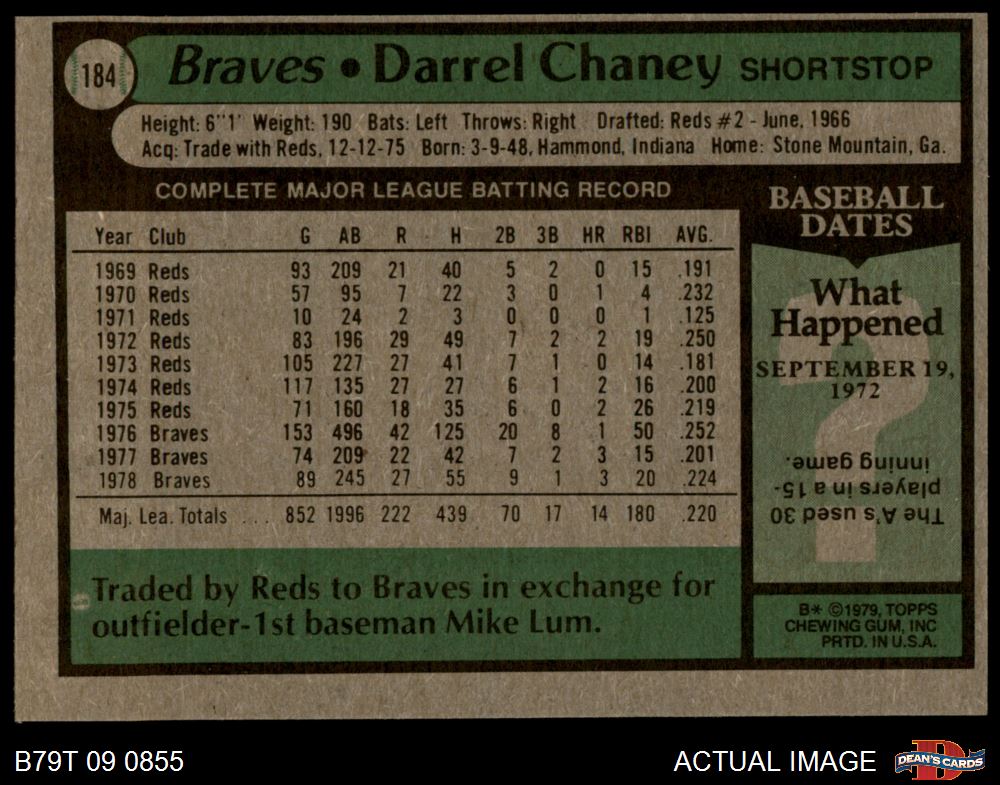 184
Braves • Darrel Chaney SHORTSTOP
Height: 6"1' Weight: 190 Bats: Left Throws: Right Drafted: Reds #2 - June, 1966
Acq: Trade with Reds, 12-12-75 Born: 3-9-48, Hammond, Indiana Home: Stone Mountain, Ga.
COMPLETE MAJOR LEAGUE BATTING RECORD
Year Club G AB R H 2B 3B HR RBI AVG.
1969 Reds 93 209 21 40 5 2 0 15 .191
1970 Reds 57 95 7 22 3 0 1 4 .232
1971 Reds 10 24 2 3 0 0 0 1 .125
1972 Reds 83 196 29 49 7 2 2 19 .250
1973 Reds 105 227 27 41 7 1 0 14 .181
1974 Reds 117 135 27 27 6 1 2 16 .200
1975 Reds 71 160 18 35 6 0 2 26 .219
1976 Braves 153 496 42 125 20 8 1 50 .252
1977 Braves 74 209 22 42 7 2 3 15 .201
1978 Braves 89 245 27 55 9 1 3 20 .224
Maj. Lea. Totals ... 852 1996 222 439 70 17 14 180 .220
Traded by Reds to Braves in exchange for
outfielder-1st baseman Mike Lum.
BASEBALL
DATES
What
Happened
SEPTEMBER 19,
1972
?
The A's used 30
players in a 15-
inning game.
B* ©1979, TOPPS
CHEWING GUM, INC
PRTD. IN U.S.A.
B79T 09 0855
ACTUAL IMAGE
DEAN'S CARDS